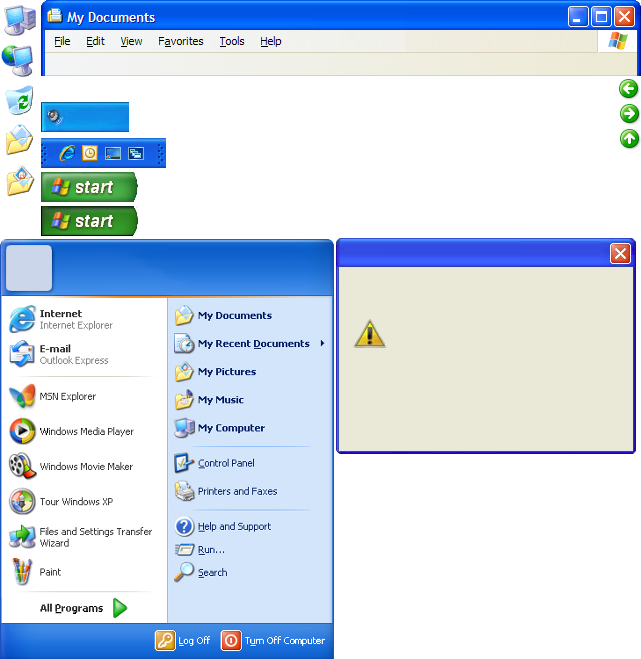 My Documents
File Edit View Favorites Tools Help
start
start
Internet
Internet Explorer
E-mail
Outlook Express
MSN Explorer
Windows Media Player
Windows Movie Maker
Tour Windows XP
Files and Settings Transfer
Wizard
Paint
All Programs
My Documents
My Recent Documents
My Pictures
My Music
My Computer
Control Panel
Printers and Faxes
Help and Support
Run...
Search
Log Off
Turn Off Computer